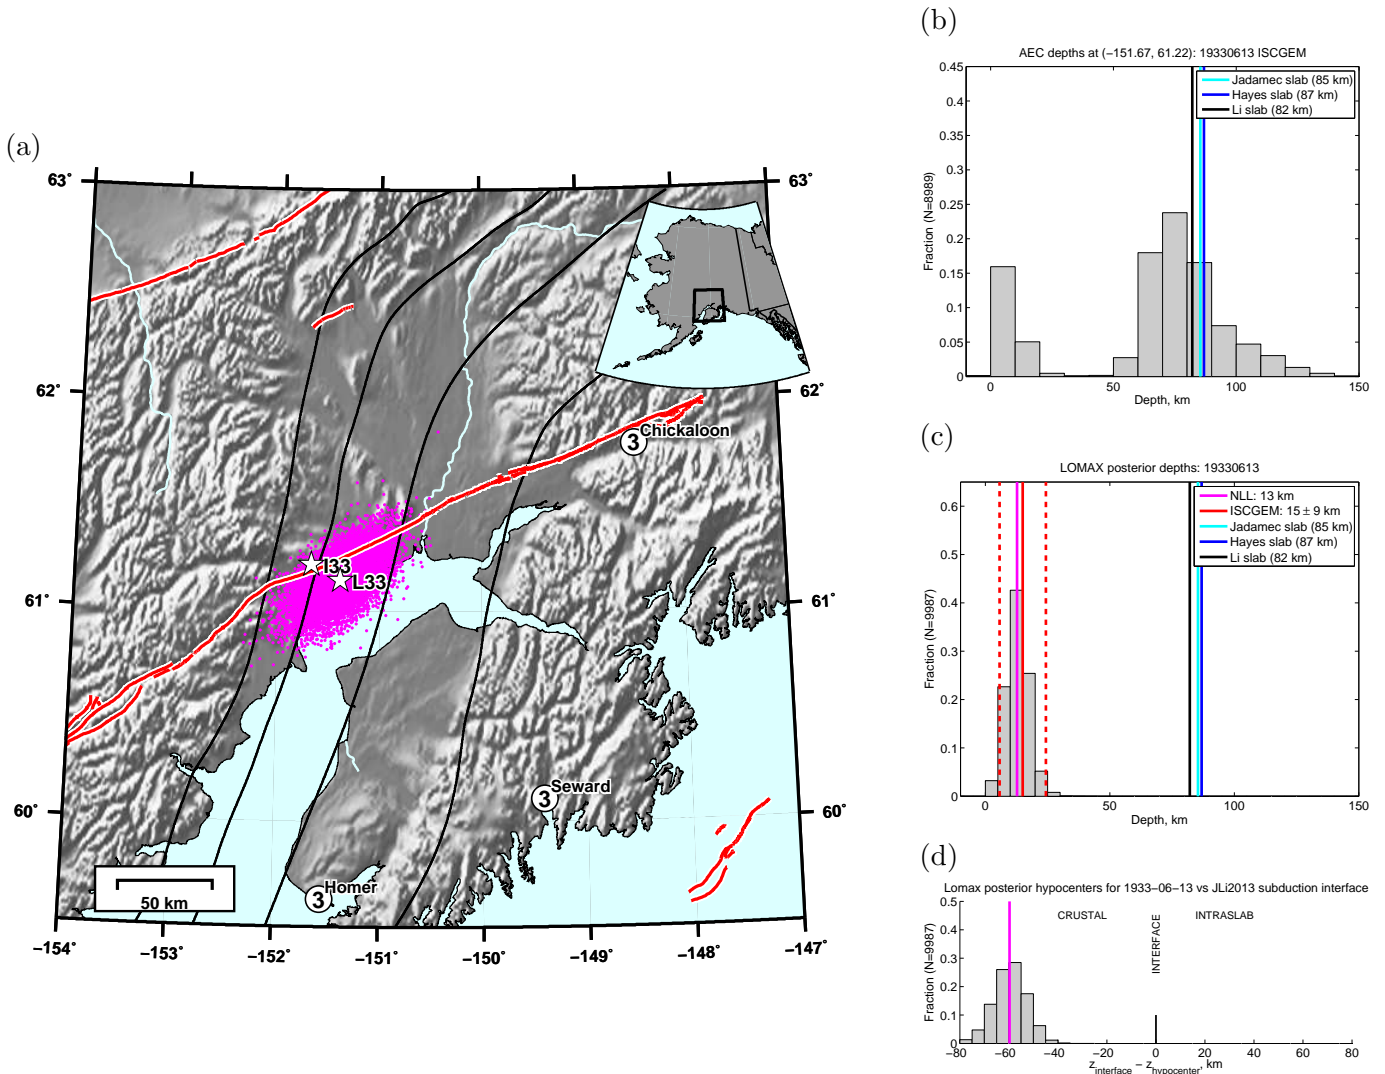 (a)
63°
63°
62°
62°
61°
61°
60°
60°
−154
−152
−151
−150
−149
−148
−147
3
Chickaloon
I33
L33
3
Seward
3
Homer
50 km
(b)
AEC depths at (−151.67, 61.22): 19330613 ISCGEM
Jadamec slab (85 km)
Hayes slab (87 km)
Li slab (82 km)
0.45
0.4
0.35
0.3
0.25
0.2
0.15
0.1
0.05
0
0
50
100
150
Fraction (N=8989)
Depth, km
(c)
LOMAX posterior depths: 19330613
NLL: 13 km
ISCGEM: 15 ± 9 km
Jadamec slab (85 km)
Hayes slab (87 km)
Li slab (82 km)
0.6
0.5
0.4
0.3
0.2
0.1
0
0
50
100
150
Fraction (N=9987)
Depth, km
(d)
Lomax posterior hypocenters for 1933−06−13 vs JLi2013 subduction interface
CRUSTAL
INTERFACE
INTRASLAB
0.5
0.4
0.3
0.2
0.1
0
−80
−60
−40
−20
0
20
40
60
80
Fraction (N=9987)
z_interface − z_hypocenter, km